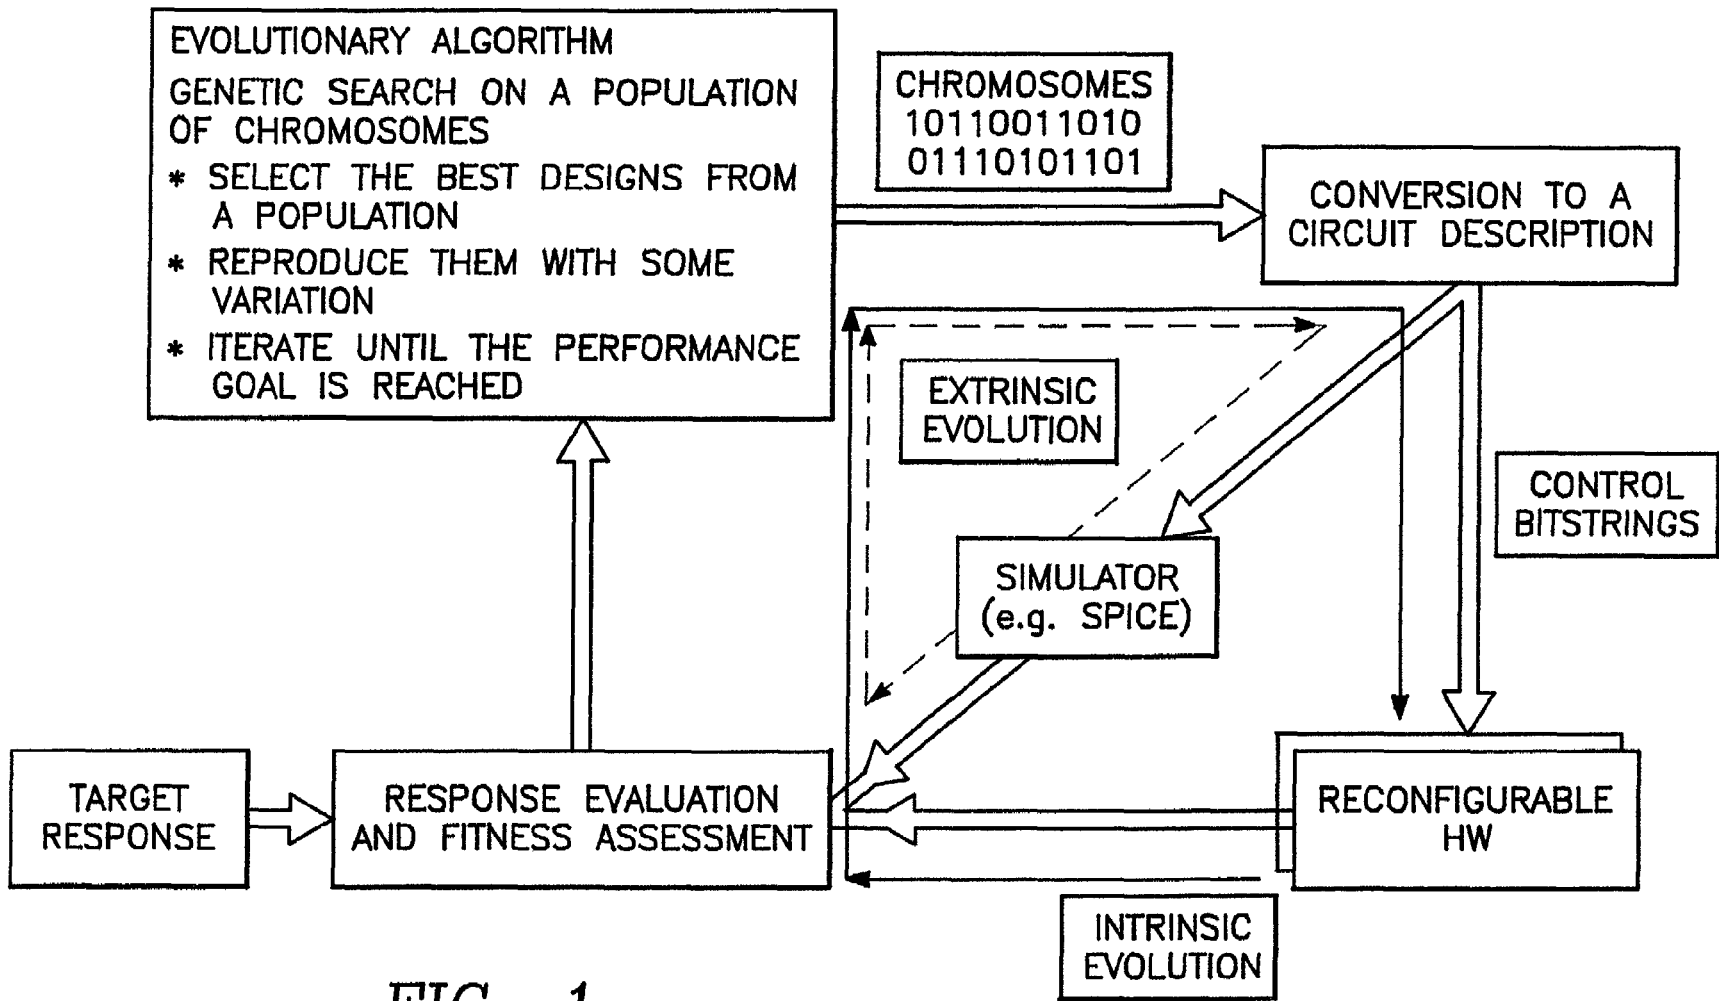 EVOLUTIONARY ALGORITHM
GENETIC SEARCH ON A POPULATION
OF CHROMOSOMES
* SELECT THE BEST DESIGNS FROM
A POPULATION
* REPRODUCE THEM WITH SOME
VARIATION
* ITERATE UNTIL THE PERFORMANCE
GOAL IS REACHED
CHROMOSOMES
10110011010
01110101101
CONVERSION TO A
CIRCUIT DESCRIPTION
EXTRINSIC
EVOLUTION
CONTROL
BITSTRINGS
SIMULATOR
(e.g. SPICE)
TARGET
RESPONSE
RESPONSE EVALUATION
AND FITNESS ASSESSMENT
RECONFIGURABLE
HW
INTRINSIC
EVOLUTION
FIG. 1